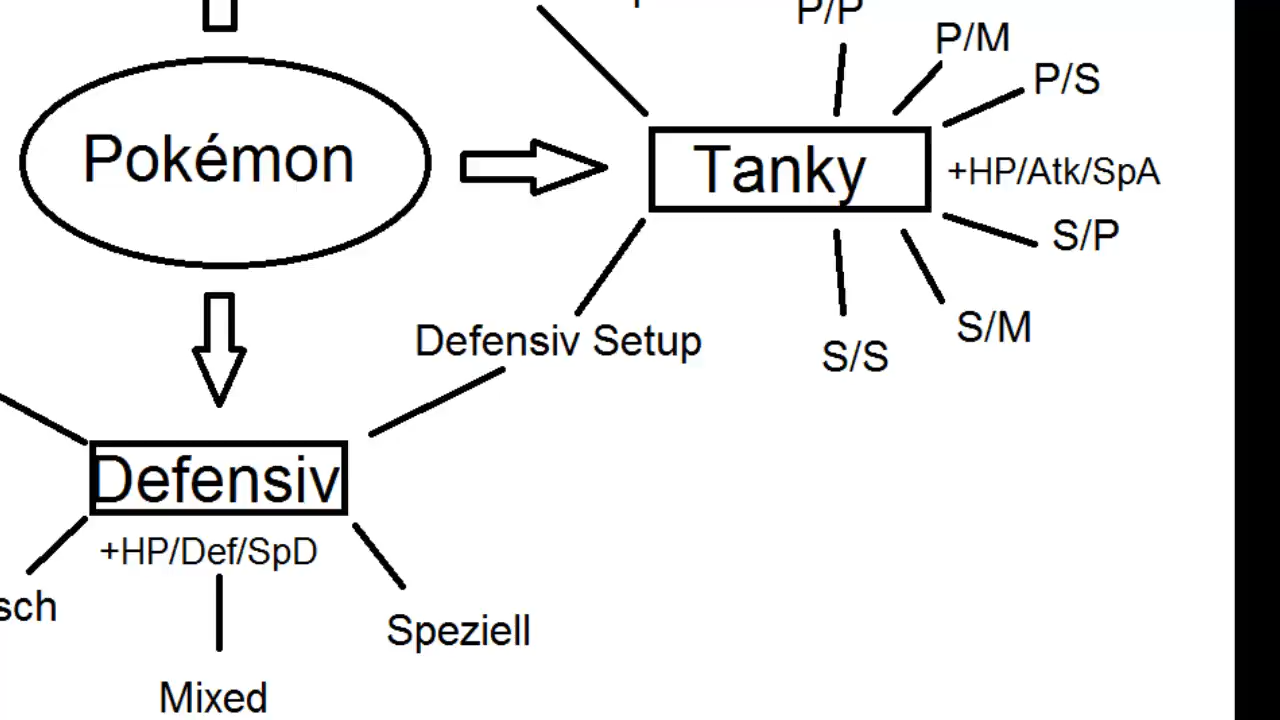 P/P
P/M
P/S
Pokémon
Tanky
+HP/Atk/SpA
S/P
S/M
Defensiv Setup
S/S
Defensiv
+HP/Def/SpD
sch
Speziell
Mixed